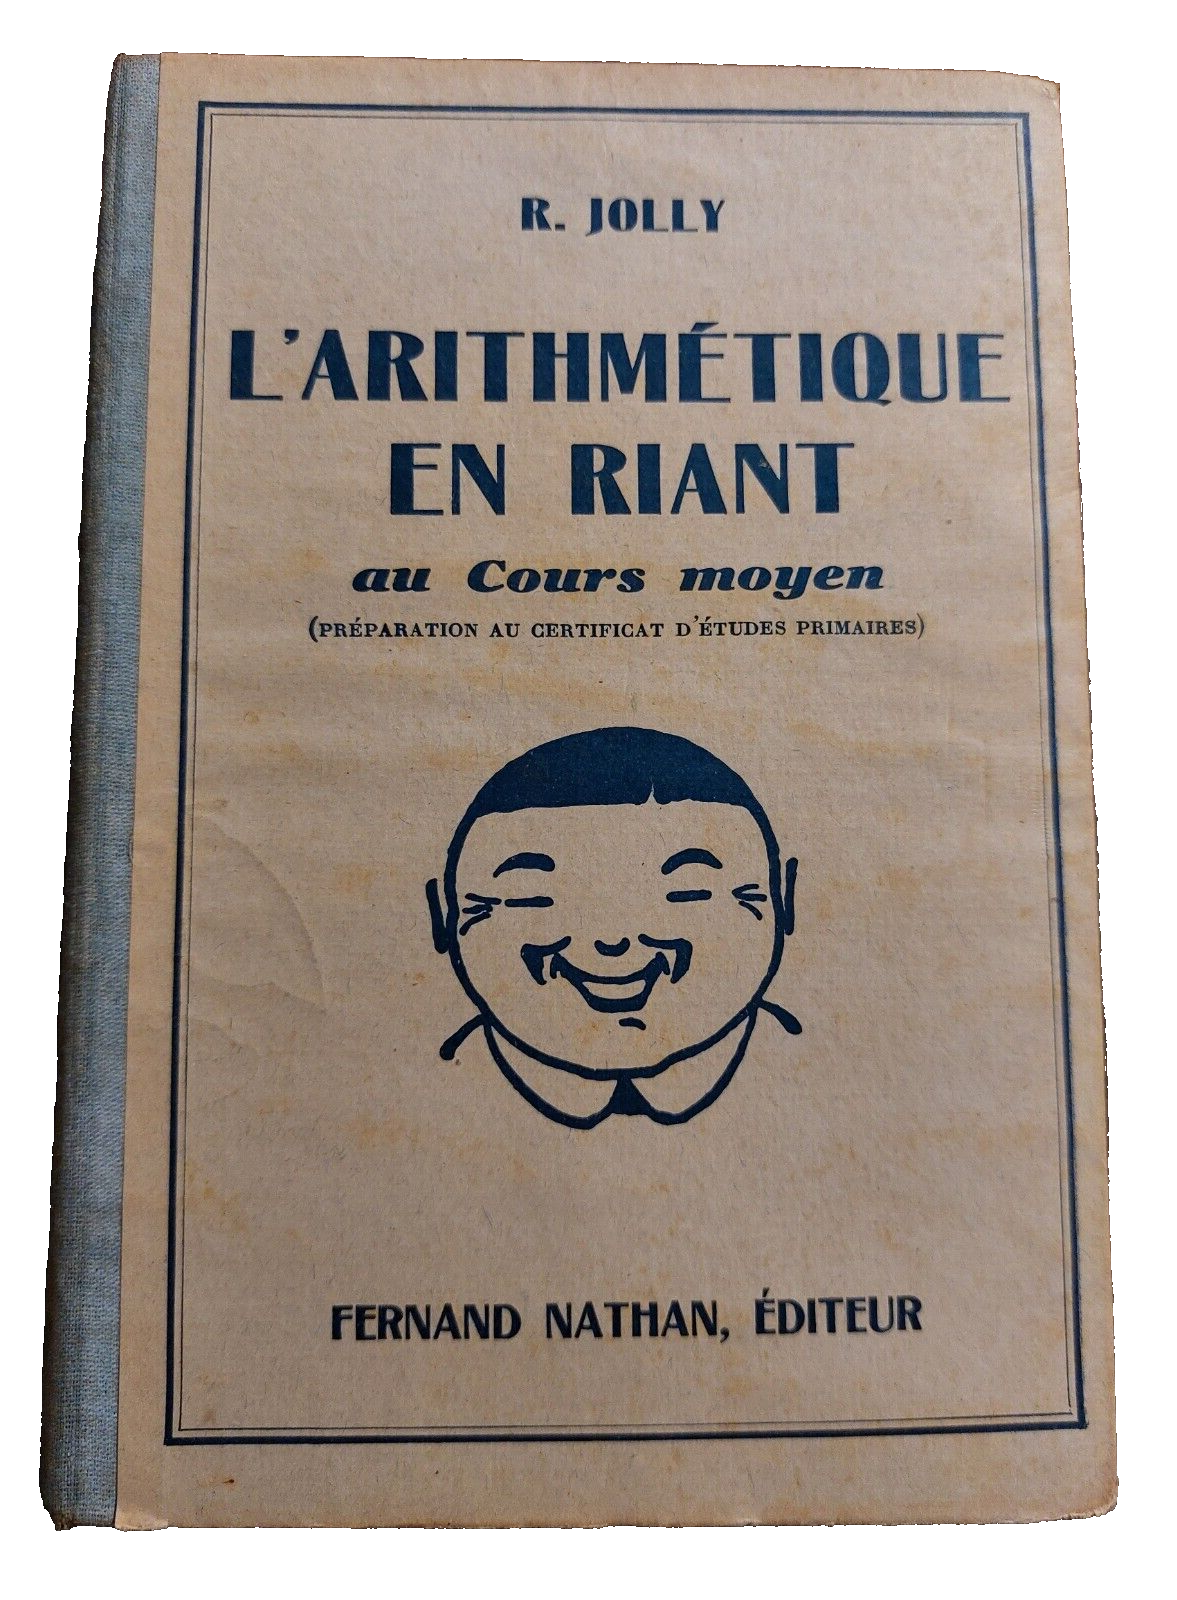 R. JOLLY
L'ARITHMÉTIQUE
EN RIANT
au Cours moyen
(PRÉPARATION AU CERTIFICAT D'ÉTUDES PRIMAIRES)
FERNAND NATHAN, ÉDITEUR